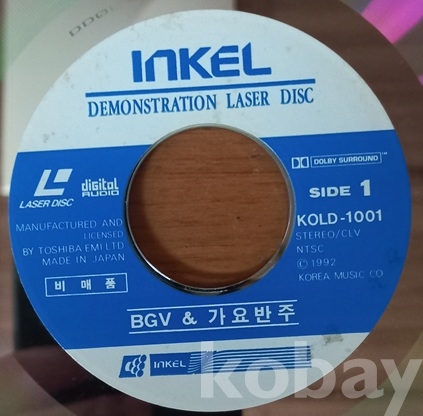 INKEL
DEMONSTRATION LASER DISC
DOLBY SURROUND
LASER DISC
digital
AUDIO
SIDE 1
KOLD-1001
STEREO/CLV
NTSC
© 1992
KOREA MUSIC CO
MANUFACTURED AND
LICENSED
BY TOSHIBA EMI LTD
MADE IN JAPAN
비매품
BGV & 가요반주
INKEL
kobay